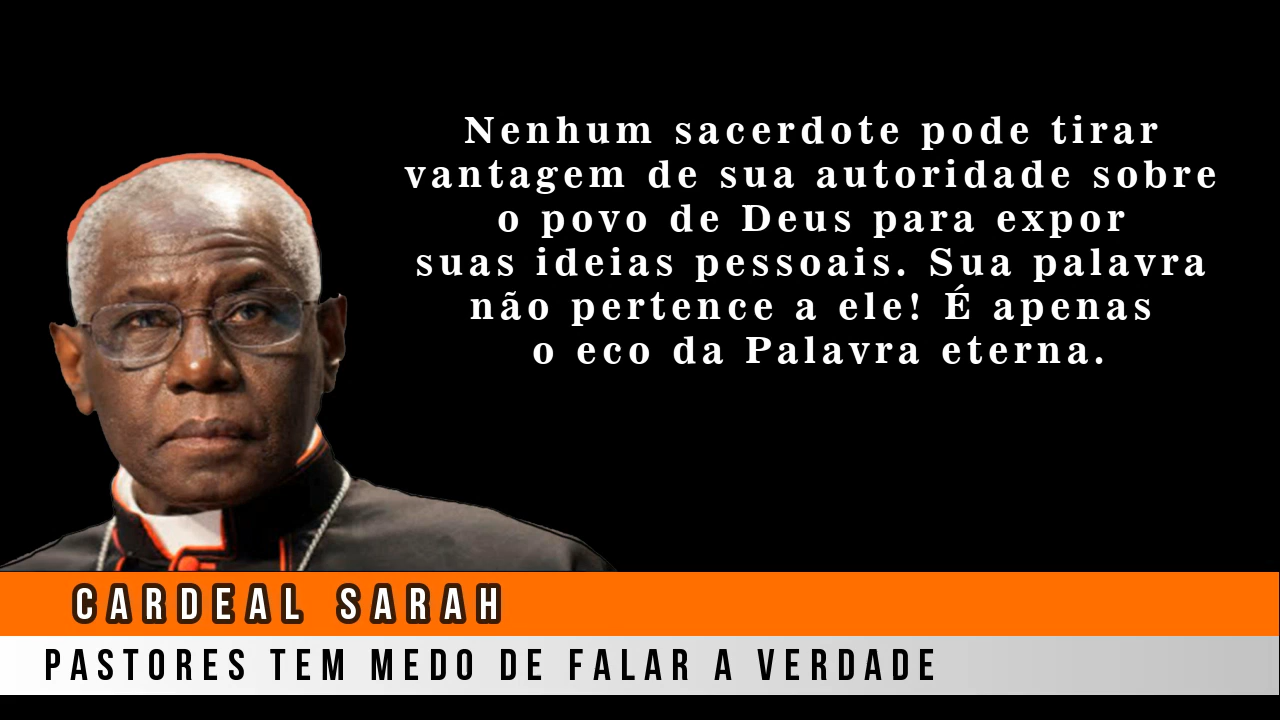 Nenhum sacerdote pode tirar
vantagem de sua autoridade sobre
o povo de Deus para expor
suas ideias pessoais. Sua palavra
não pertence a ele! É apenas
o eco da Palavra eterna.
CARDEAL SARAH
PASTORES TEM MEDO DE FALAR A VERDADE